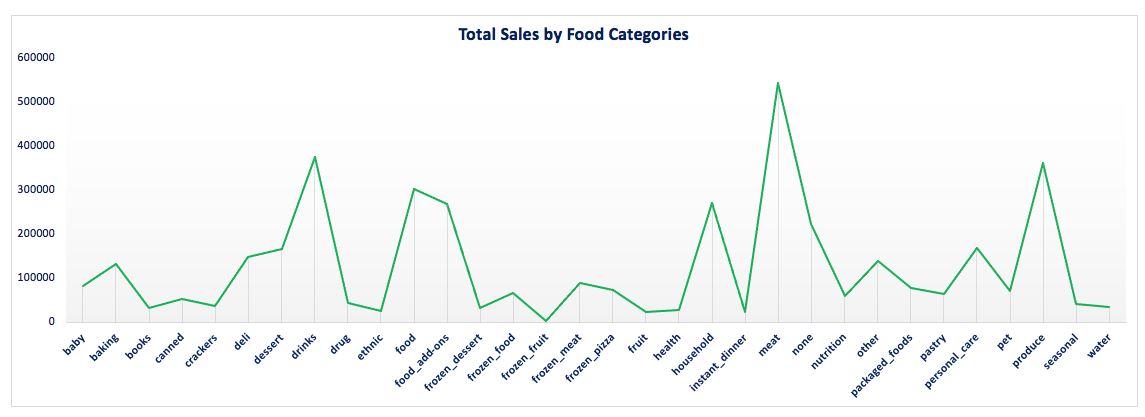 Total Sales by Food Categories
600000
500000
400000
300000
200000
100000
0
baby
baking
books
canned
crackers
deli
dessert
drinks
drug
ethnic
food
food_add-ons
frozen_dessert
frozen_food
frozen_fruit
frozen_meat
frozen_pizza
fruit
health
household
instant_dinner
meat
none
nutrition
other
packaged_foods
pastry
personal_care
pet
produce
seasonal
water